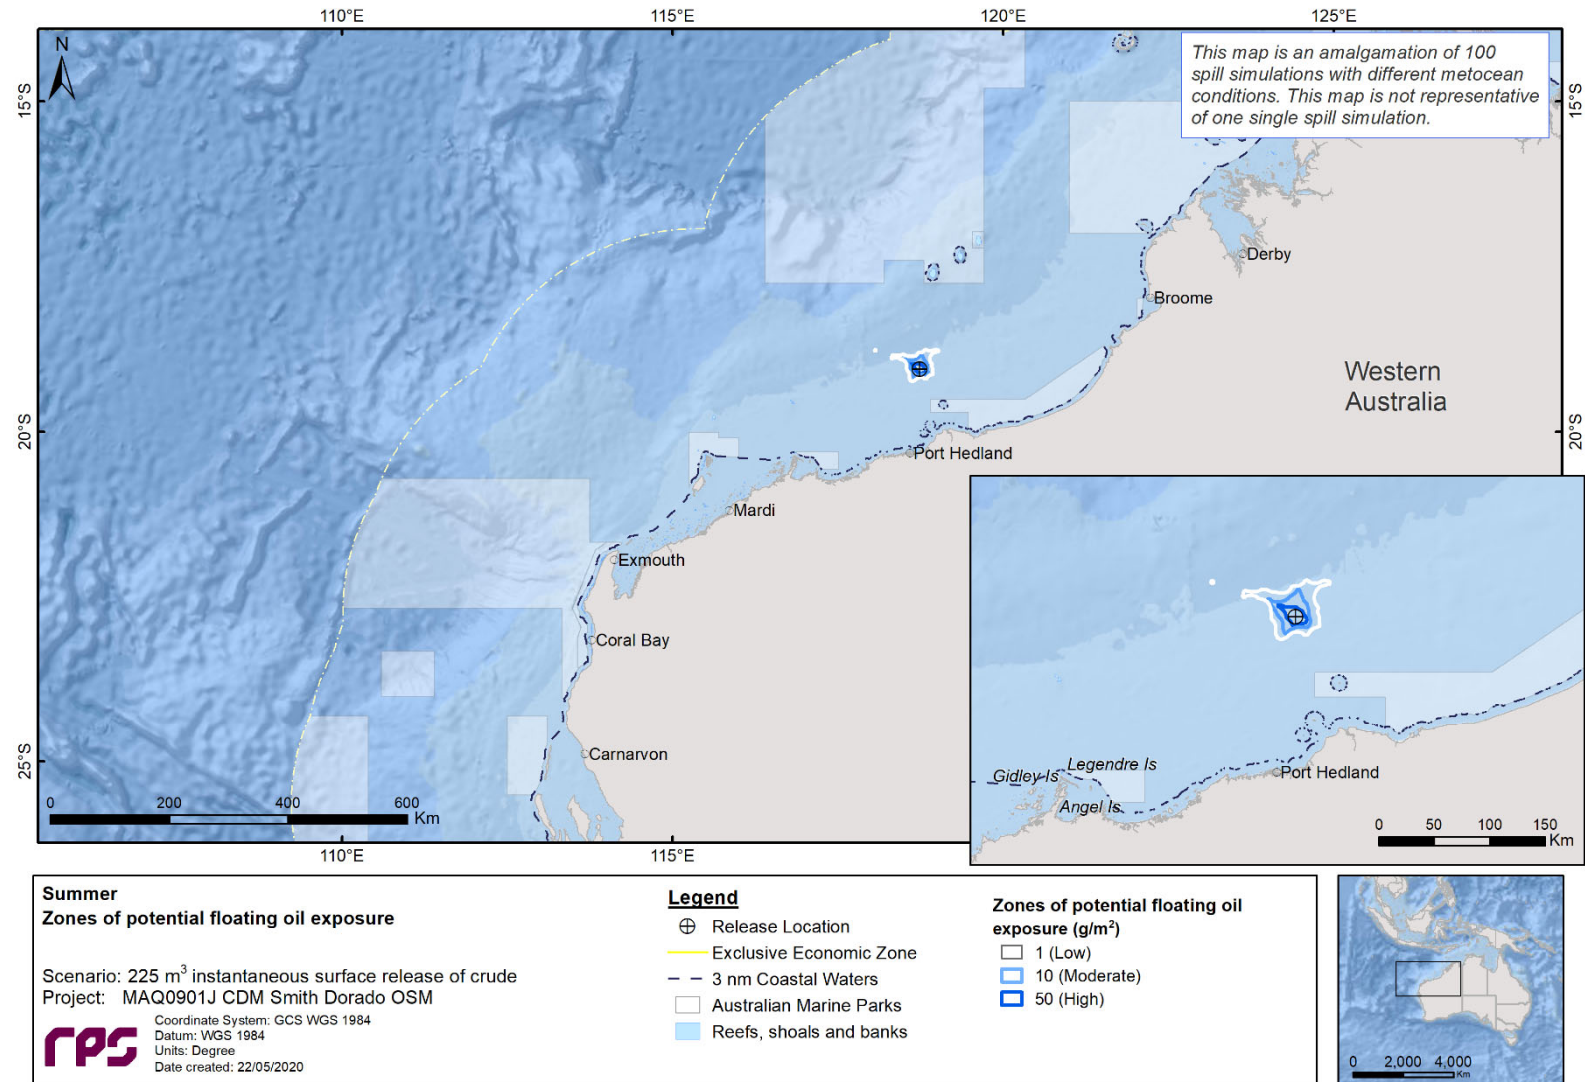 110°E
115°E
120°E
125°E
N
This map is an amalgamation of 100
spill simulations with different metocean
conditions. This map is not representative
of one single spill simulation.
15°S
15°S
Derby
Broome
Western
Australia
20°S
20°S
Port Hedland
Mardi
Exmouth
Coral Bay
Carnarvon
25°S
0 200 400 600
Km
Gidley Is
Legendre Is
Angel Is
Port Hedland
0 50 100 150
Km
110°E
115°E
Summer
Zones of potential floating oil exposure
Scenario: 225 m³ instantaneous surface release of crude
Project: MAQ0901J CDM Smith Dorado OSM
rps
Coordinate System: GCS WGS 1984
Datum: WGS 1984
Units: Degree
Date created: 22/05/2020
Legend
Release Location
Exclusive Economic Zone
3 nm Coastal Waters
Australian Marine Parks
Reefs, shoals and banks
Zones of potential floating oil
exposure (g/m²)
1 (Low)
10 (Moderate)
50 (High)
0 2,000 4,000
Km